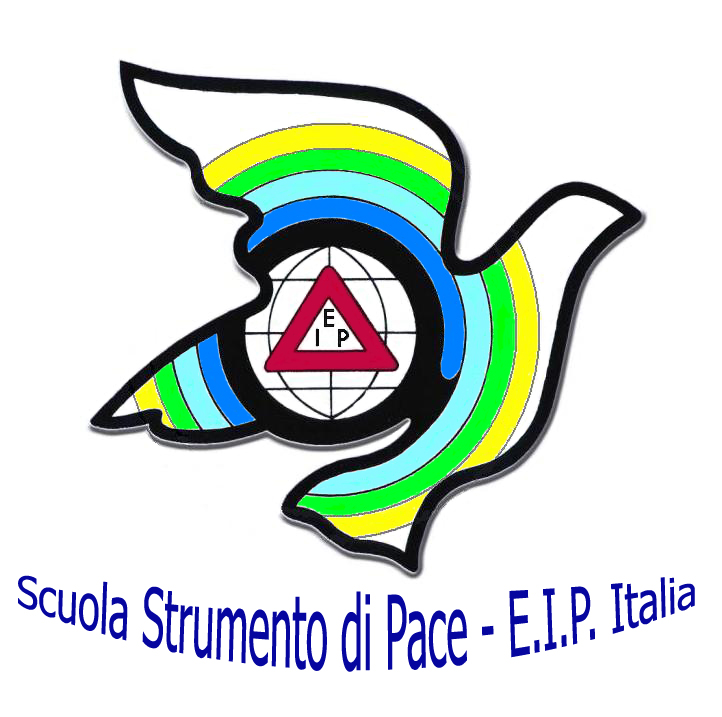 E
I P
Scuola Strumento di Pace - E.I.P. Italia